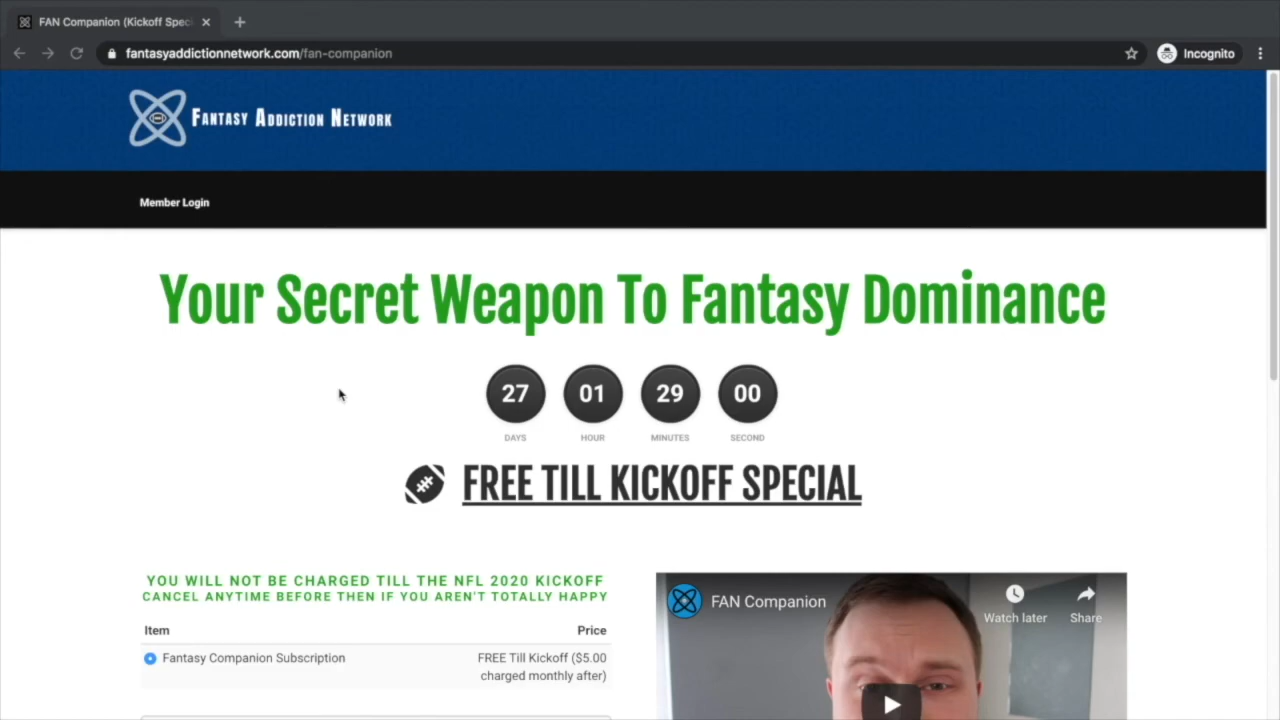 FAN Companion (Kickoff Spec
fantasyaddictionnetwork.com/fan-companion
Incognito
Fantasy Addiction Network
Member Login
Your Secret Weapon To Fantasy Dominance
27 01 29 00
DAYS HOUR MINUTES SECOND
FREE TILL KICKOFF SPECIAL
YOU WILL NOT BE CHARGED TILL THE NFL 2020 KICKOFF
CANCEL ANYTIME BEFORE THEN IF YOU AREN'T TOTALLY HAPPY
Item Price
Fantasy Companion Subscription FREE Till Kickoff ($5.00
charged monthly after)
FAN Companion
Watch later Share